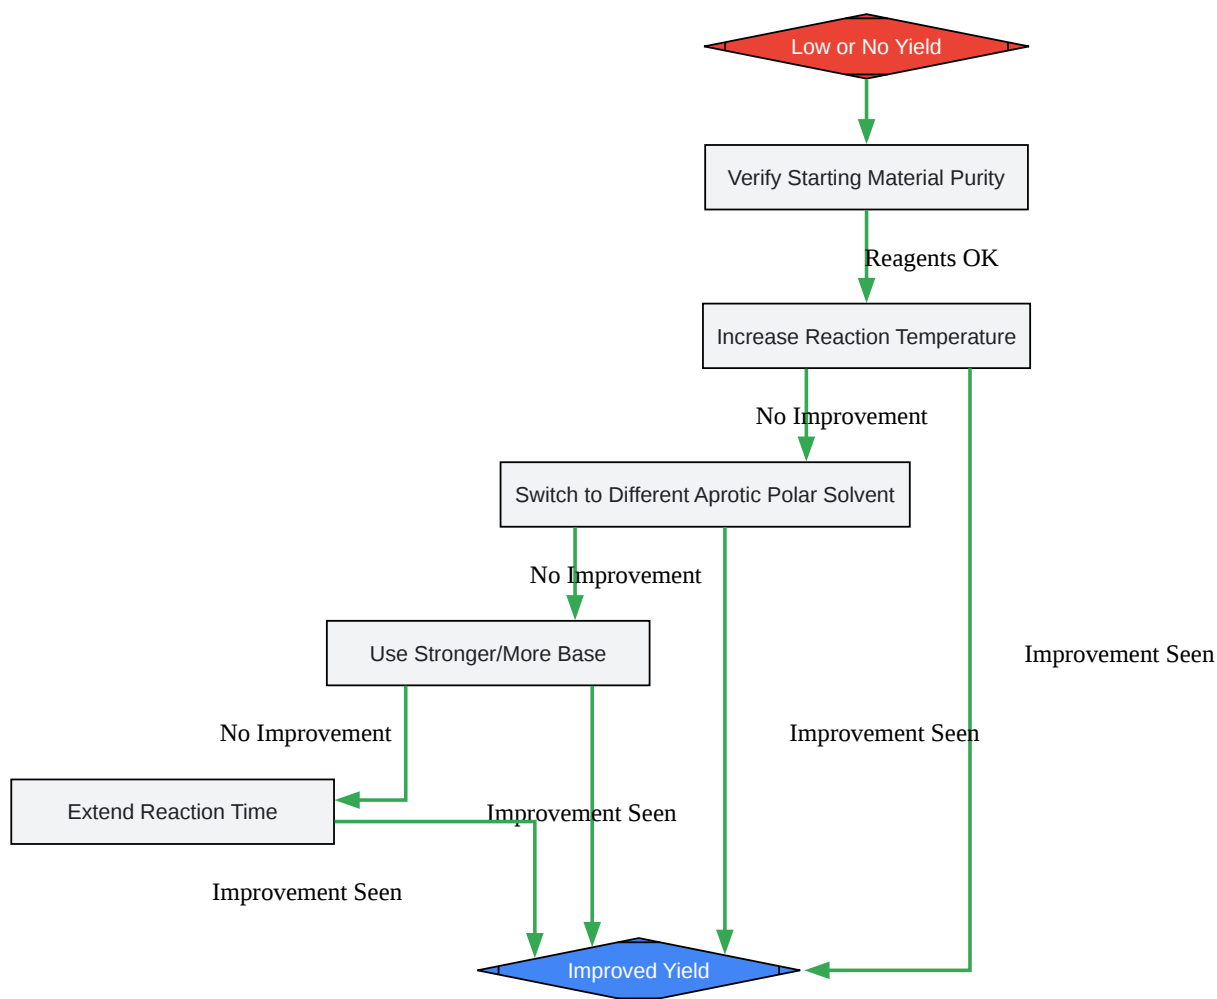 Low or No Yield
Verify Starting Material Purity
Reagents OK
Increase Reaction Temperature
No Improvement
Switch to Different Aprotic Polar Solvent
No Improvement
Use Stronger/More Base
Improvement Seen
No Improvement
Improvement Seen
Extend Reaction Time
Improvement Seen
Improvement Seen
Improved Yield